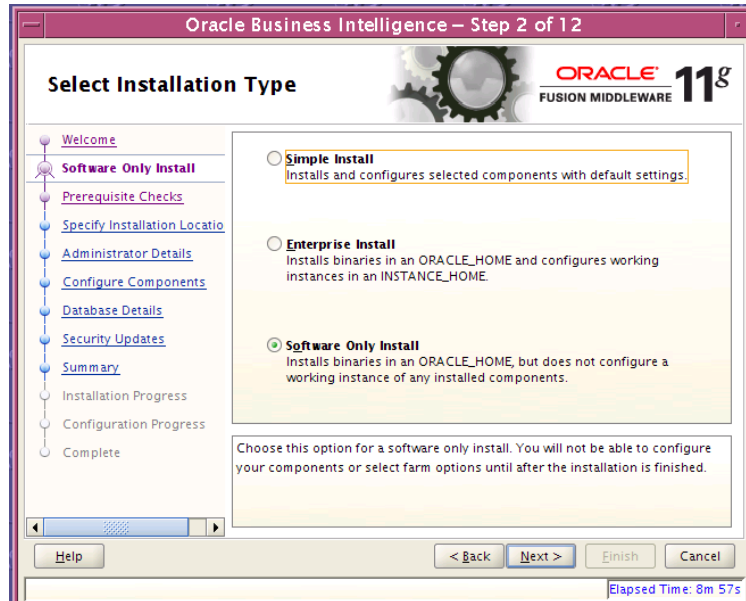 Oracle Business Intelligence – Step 2 of 12
Select Installation Type
ORACLE
FUSION MIDDLEWARE
11g
Welcome
Software Only Install
Prerequisite Checks
Specify Installation Locatio
Administrator Details
Configure Components
Database Details
Security Updates
Summary
Installation Progress
Configuration Progress
Complete
Simple Install
Installs and configures selected components with default settings.
Enterprise Install
Installs binaries in an ORACLE_HOME and configures working
instances in an INSTANCE_HOME.
Software Only Install
Installs binaries in an ORACLE_HOME, but does not configure a
working instance of any installed components.
Choose this option for a software only install. You will not be able to configure
your components or select farm options until after the installation is finished.
Help
< Back
Next >
Finish
Cancel
Elapsed Time: 8m 57s